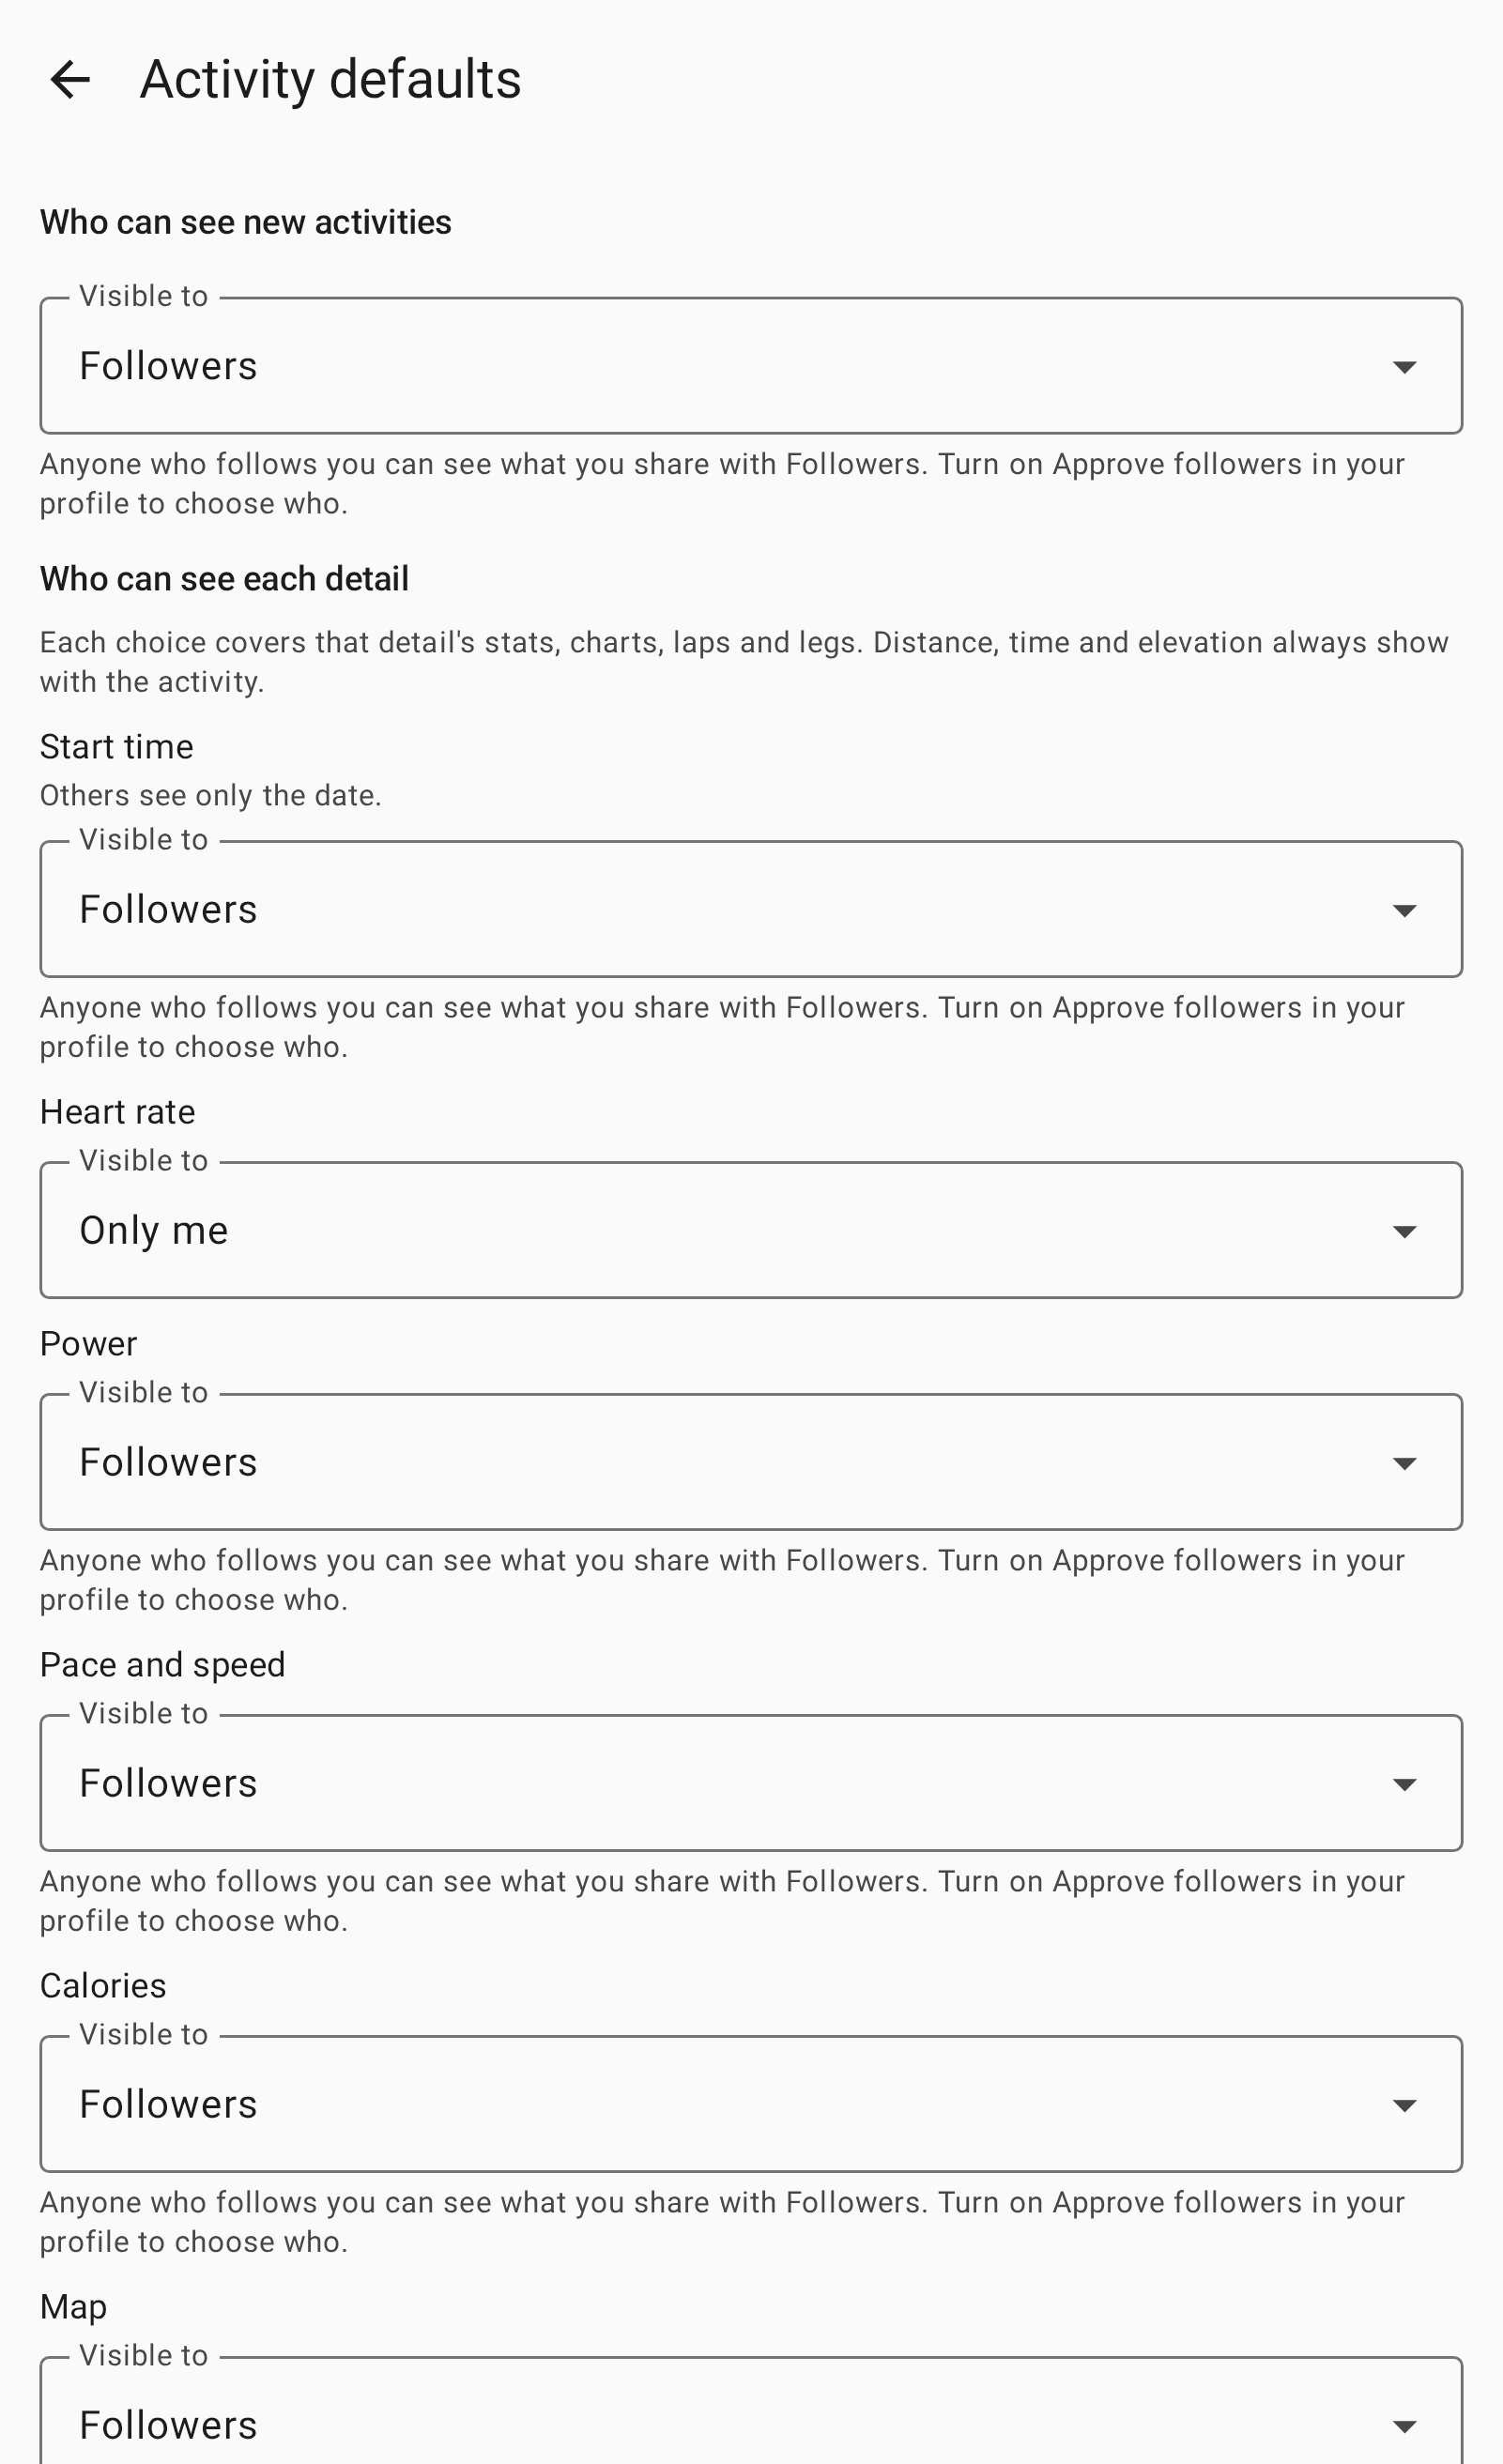 Activity defaults
Who can see new activities
Visible to
Followers
Anyone who follows you can see what you share with Followers. Turn on Approve followers in your
profile to choose who.
Who can see each detail
Each choice covers that detail's stats, charts, laps and legs. Distance, time and elevation always show
with the activity.
Start time
Others see only the date.
Visible to
Followers
Anyone who follows you can see what you share with Followers. Turn on Approve followers in your
profile to choose who.
Heart rate
Visible to
Only me
Power
Visible to
Followers
Anyone who follows you can see what you share with Followers. Turn on Approve followers in your
profile to choose who.
Pace and speed
Visible to
Followers
Anyone who follows you can see what you share with Followers. Turn on Approve followers in your
profile to choose who.
Calories
Visible to
Followers
Anyone who follows you can see what you share with Followers. Turn on Approve followers in your
profile to choose who.
Map
Visible to
Followers